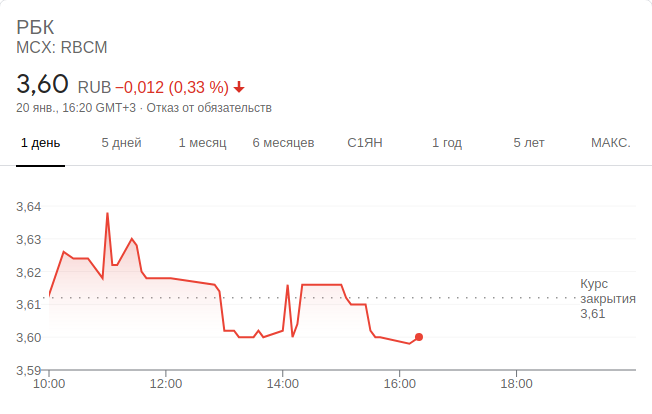 РБК
MCX: RBCM
3,60 RUB −0,012 (0,33 %)
20 янв., 16:20 GMT+3 · Отказ от обязательств
1 день 5 дней 1 месяц 6 месяцев С1ЯН 1 год 5 лет МАКС.
3,64
3,63
3,62
3,61
3,60
3,59
Курс
закрытия
3,61
10:00 12:00 14:00 16:00 18:00